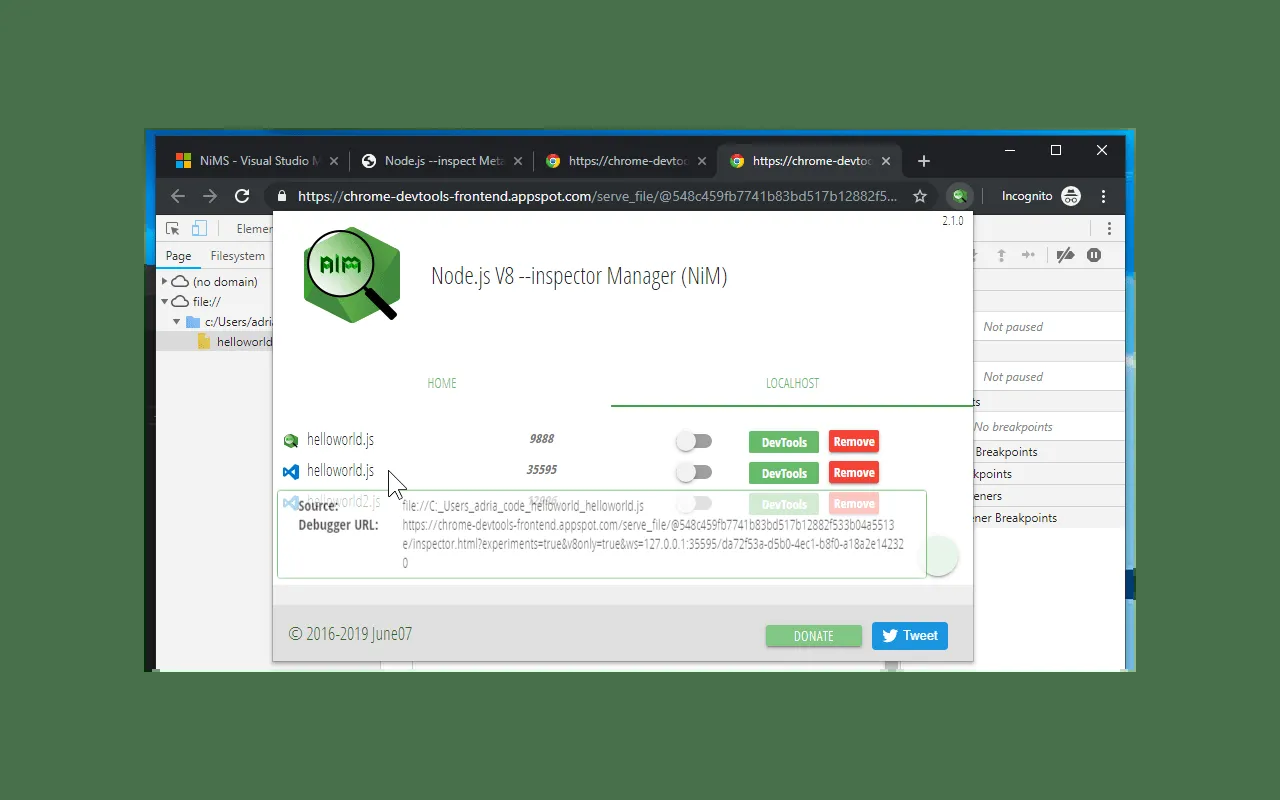 NiMS - Visual Studio M
Node.js --inspect Meta
https://chrome-devtoo
https://chrome-devtoo
https://chrome-devtools-frontend.appspot.com/serve_file/@548c459fb7741b83bd517b12882f5...
Incognito
Elemen
2.1.0
Page
Filesystem
NiM
Node.js V8 --inspector Manager (NiM)
(no domain)
file://
c:/Users/adria
helloworld
Not paused
Not paused
ts
No breakpoints
Breakpoints
kpoints
eners
ner Breakpoints
HOME
LOCALHOST
helloworld.js
9888
DevTools
Remove
helloworld.js
35595
DevTools
Remove
helloworld2.js
DevTools
Remove
Source:
file://C:_Users_adria_code_helloworld_helloworld.js
Debugger URL:
https://chrome-devtools-frontend.appspot.com/serve_file/@548c459fb7741b83bd517b12882f533b04a5513
e/inspector.html?experiments=true&v8only=true&ws=127.0.0.1:35595/da72f53a-d5b0-4ec1-b8f0-a18a2e14232
0
© 2016-2019 June07
DONATE
Tweet